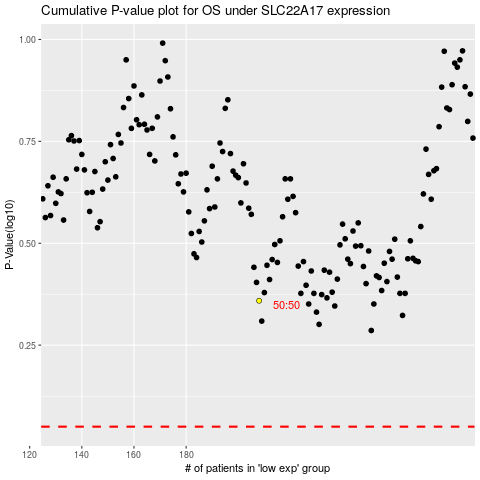 Cumulative P-value plot for OS under SLC22A17 expression
P-Value(log10)
1.00
0.75
0.50
0.25
50:50
120 140 160 180
# of patients in 'low exp' group